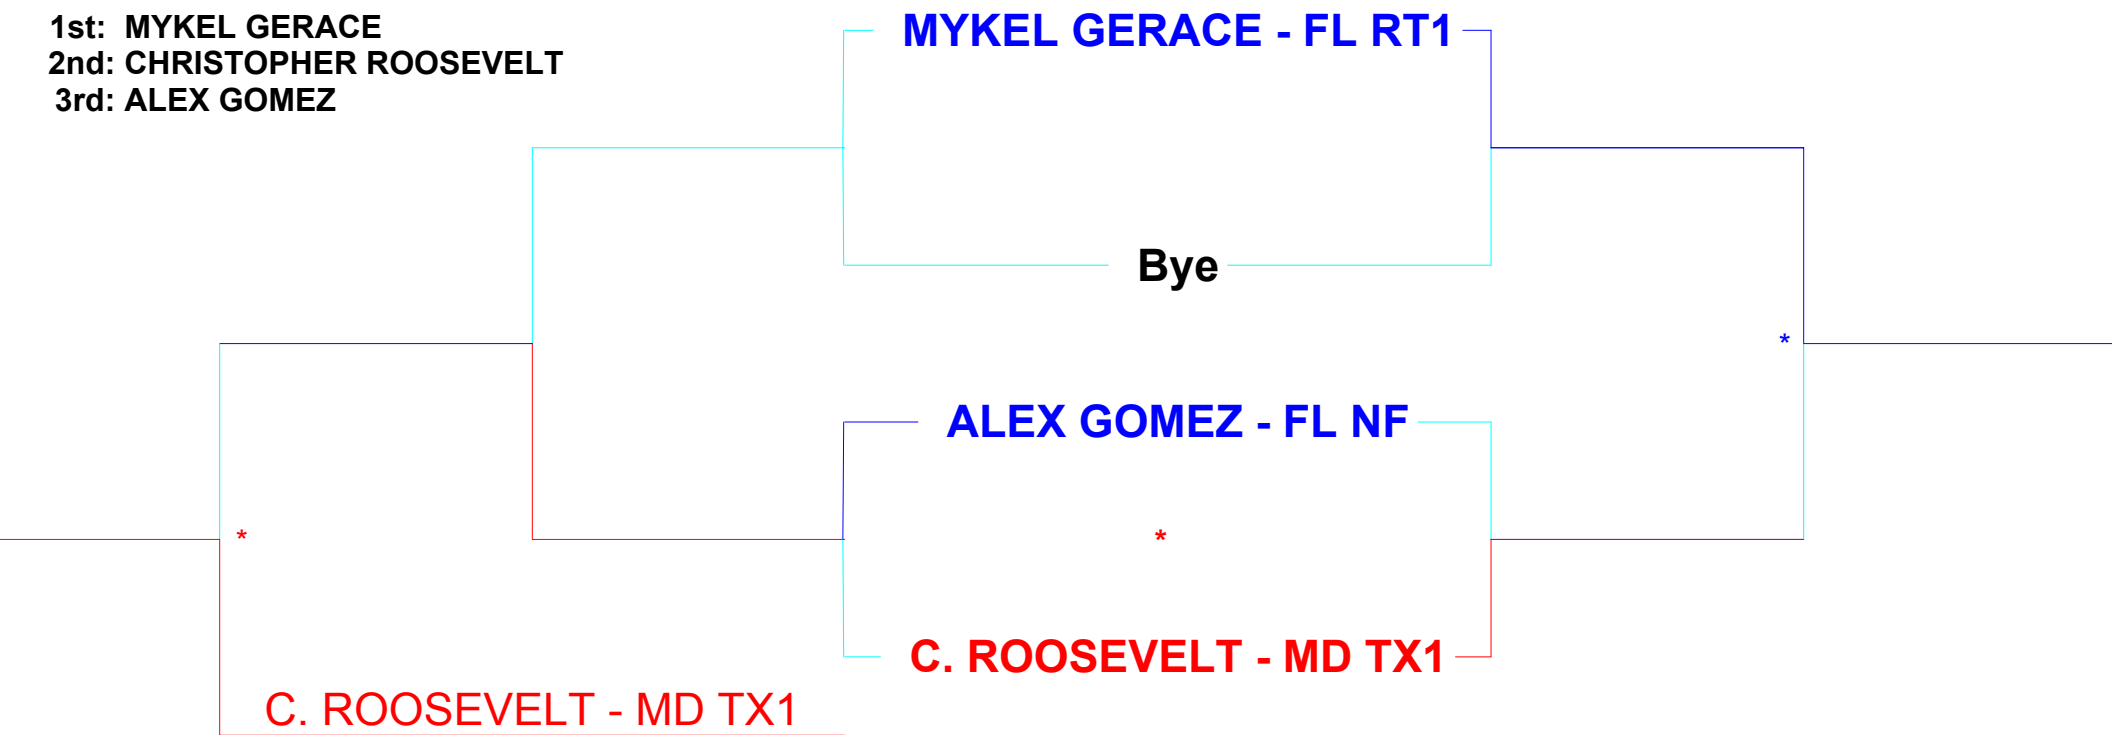 1st: MYKEL GERACE
2nd: CHRISTOPHER ROOSEVELT
3rd: ALEX GOMEZ
MYKEL GERACE - FL RT1
Bye
*
ALEX GOMEZ - FL NF
* *
C. ROOSEVELT - MD TX1
C. ROOSEVELT - MD TX1